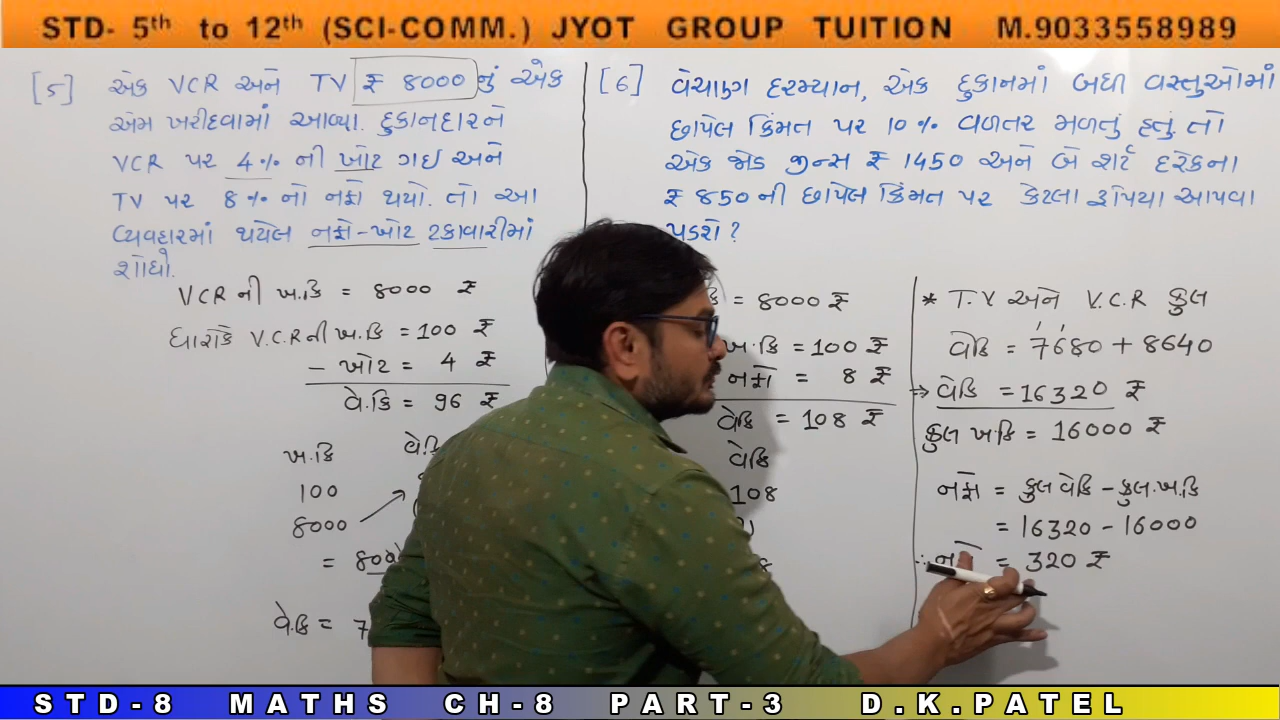 STD- 5th to 12th (SCI-COMM.) JYOT GROUP TUITION M.9033558989
[5] એક VCR અને TV ₹ 8000 નું એક
એમ ખરીદવામાં આવ્યા. દુકાનદારને
VCR પર 4% ની ખોટ ગઇ અને
TV પર 8% નો નફો થયો. તો આ
વ્યવહારમાં થયેલ નફો-ખોટ ટકાવારીમાં
શોધો.
[6] વેચાણ દરમ્યાન, એક દુકાનમાં બધી વસ્તુઓમાં
છાપેલ કિંમત પર 10% વળતર મળતું હતું. તો
એક જોડ જીન્સ ₹ 1450 અને બે શર્ટ દરેકના
₹ 850 ની છાપેલ કિંમત પર કેટલા રૂપિયા આપવા
પડશે?
VCR ની ખ.કિ = 8000 ₹
ધારોકે V.C.R ની ખ.કિ = 100 ₹
- ખોટ = 4 ₹
વે.કિ = 96 ₹
ખ.કિ વે.કિ
100
8000
= 800
વે.કિ = 7
= 8000 ₹
ખ.કિ = 100 ₹
નફો = 8 ₹
વેકિ = 108 ₹
વેકિ
108
* T.V અને V.C.R કુલ
વેકિ = 7680 + 8640
→ વેકિ = 16320 ₹
કુલ ખ.કિ = 16000 ₹
નફો = કુલ વેકિ - કુલ.ખ.કિ
= 16320 - 16000
∴ નફો = 320 ₹
STD-8 MATHS CH-8 PART-3 D.K.PATEL